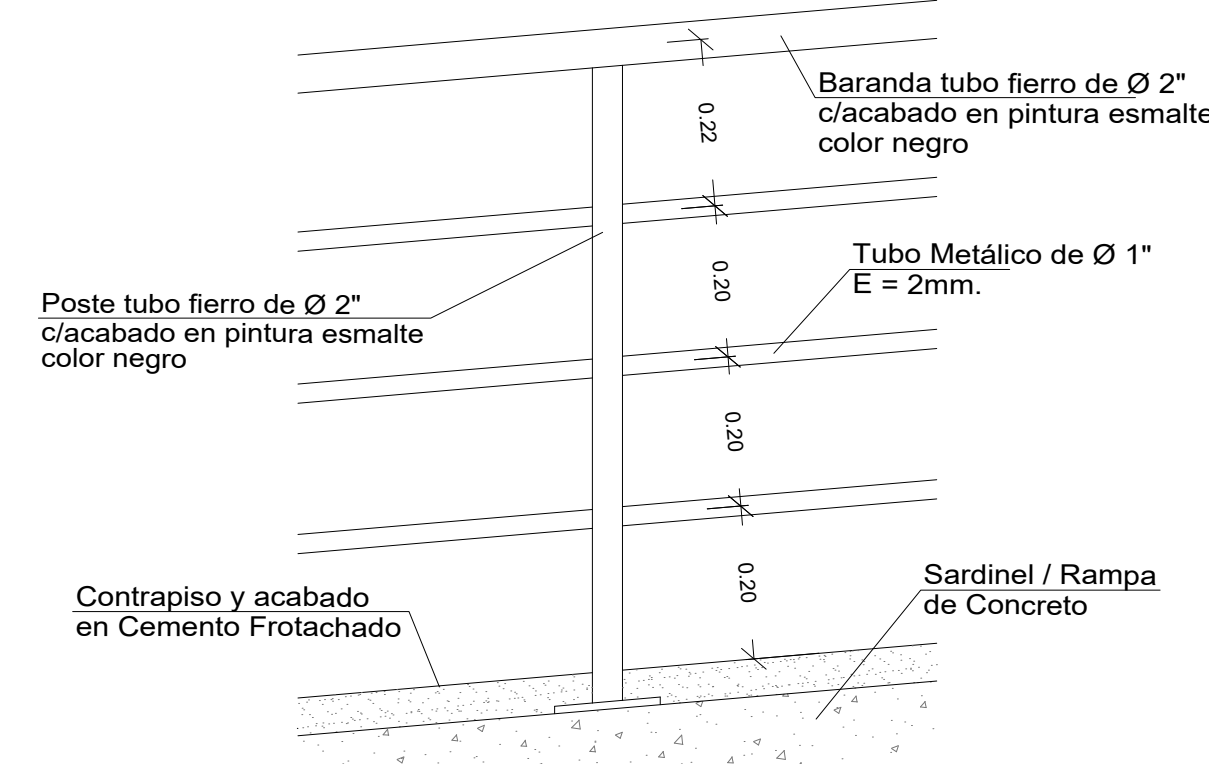 Baranda tubo fierro de Ø 2"
c/acabado en pintura esmalte
color negro
0.22
Tubo Metálico de Ø 1"
E = 2mm.
0.20
Poste tubo fierro de Ø 2"
c/acabado en pintura esmalte
color negro
0.20
0.20
Sardinel / Rampa
de Concreto
Contrapiso y acabado
en Cemento Frotachado